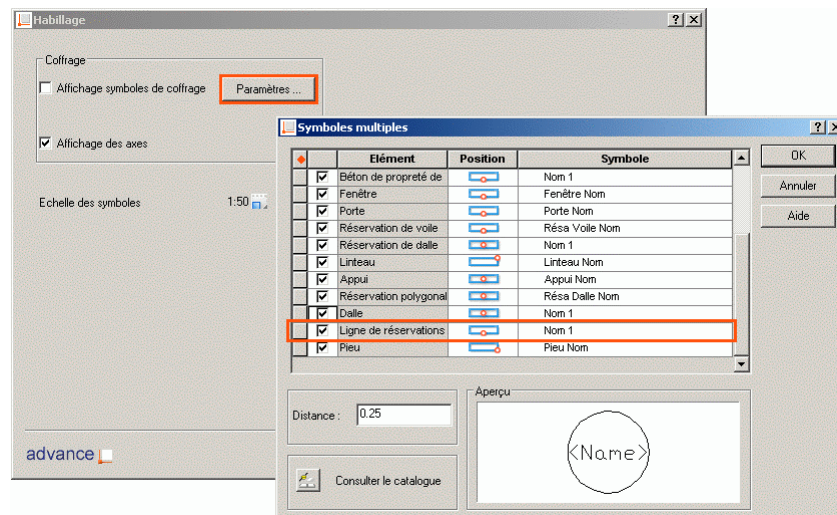 Habillage
Coffrage
Affichage symboles de coffrage
Paramètres ...
Affichage des axes
Echelle des symboles
1:50
advance
Symboles multiples
Elément Position Symbole
Béton de propreté de Nom 1
Fenêtre Fenêtre Nom
Porte Porte Nom
Réservation de voile Résa Voile Nom
Réservation de dalle Nom 1
Linteau Linteau Nom
Appui Appui Nom
Réservation polygonal Résa Dalle Nom
Dalle Nom 1
Ligne de réservations Nom 1
Pieu Pieu Nom
OK
Annuler
Aide
Distance : 0.25
Consulter le catalogue
Aperçu
<Name>